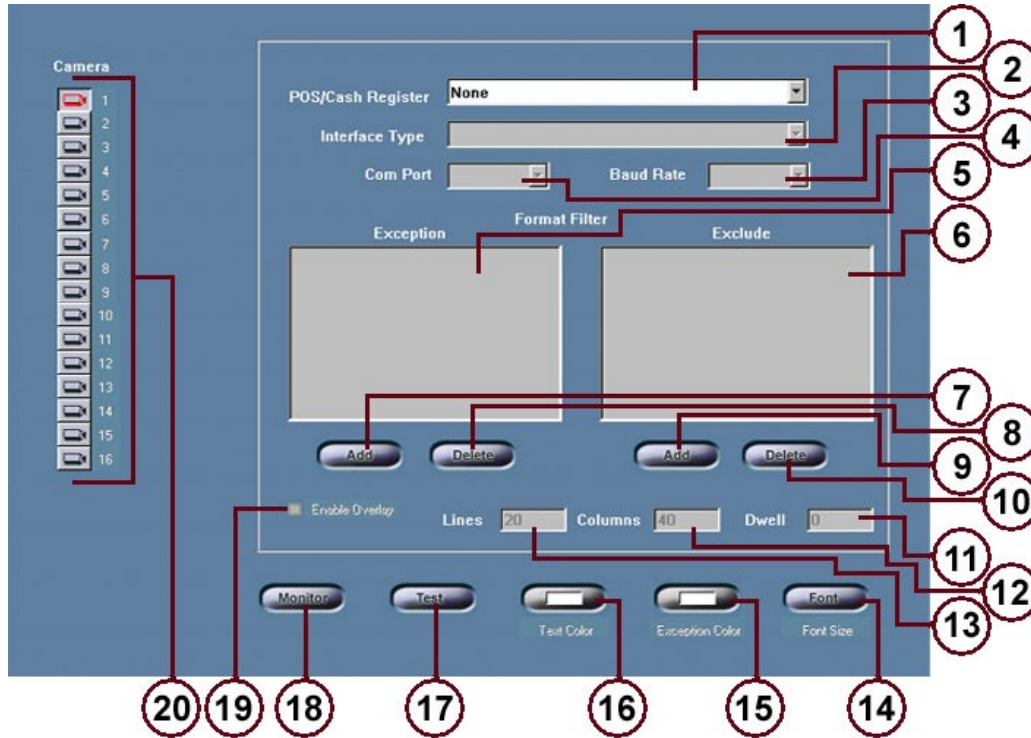 1
Camera
2
POS/Cash Register None
3
Interface Type
4
Com Port Baud Rate
5
Format Filter
Exception Exclude
6
1
2
3
4
5
6
7
8
9
10
11
12
13
14
15
16
7
8
Add Delete Add Delete
9
10
Enable Overlay Lines 20 Columns 40 Dwell 0
11
12
Monitor Test Font
13
Text Color Exception Color Font Size
20 19 18 17 16 15 14